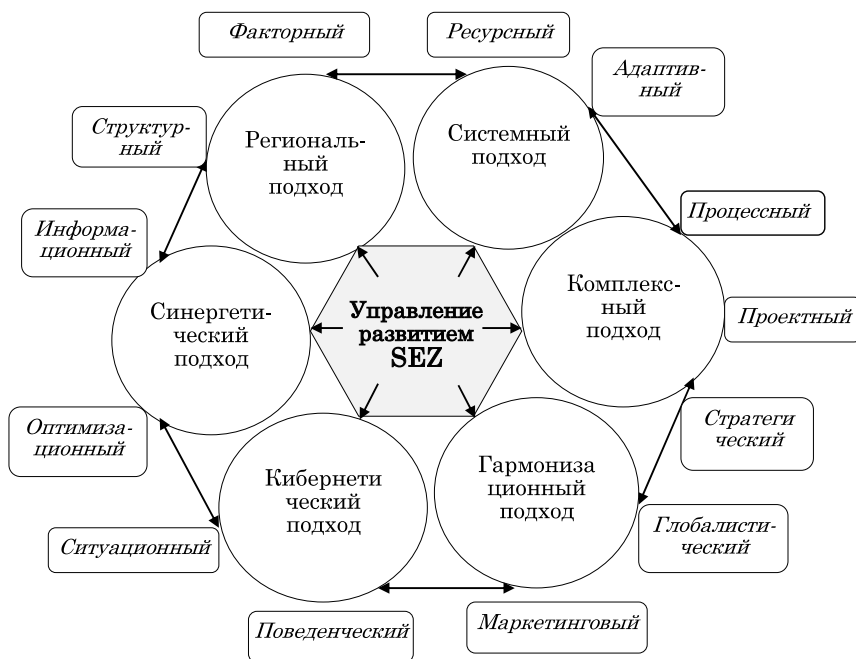 Факторный
Ресурсный
Адаптив-
ный
Структур-
ный
Региональ-
ный
подход
Системный
подход
Процессный
Информа-
ционный
Синергети-
ческий
подход
Управление
развитием
SEZ
Комплекс-
ный
подход
Проектный
Оптимиза-
ционный
Кибернети
ческий
подход
Гармониза
ционный
подход
Стратеги
ческий
Ситуационный
Глобалисти-
ческий
Поведенческий
Маркетинговый